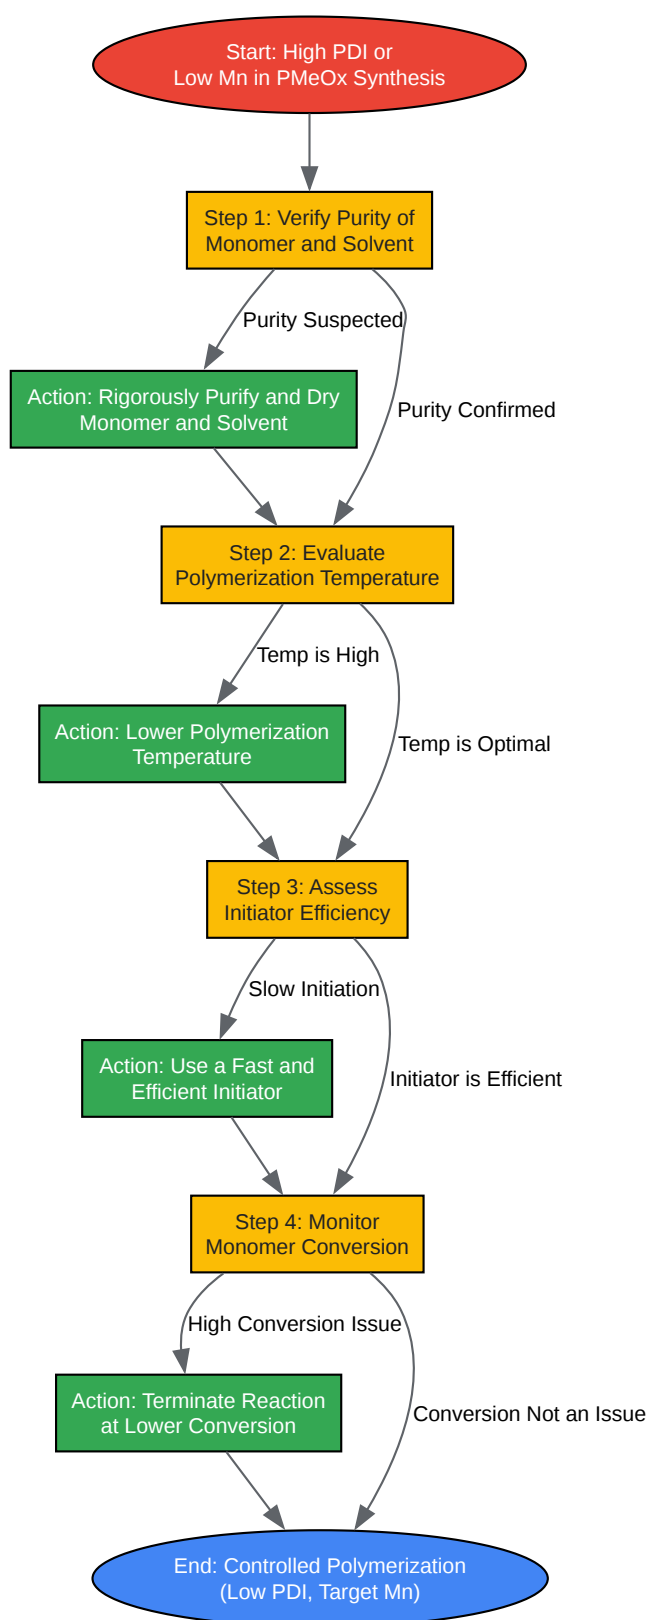 Start: High PDI or
Low Mn in PMeOx Synthesis
Step 1: Verify Purity of
Monomer and Solvent
Purity Suspected
Action: Rigorously Purify and Dry
Monomer and Solvent
Purity Confirmed
Step 2: Evaluate
Polymerization Temperature
Temp is High
Action: Lower Polymerization
Temperature
Temp is Optimal
Step 3: Assess
Initiator Efficiency
Slow Initiation
Action: Use a Fast and
Efficient Initiator
Initiator is Efficient
Step 4: Monitor
Monomer Conversion
High Conversion Issue
Action: Terminate Reaction
at Lower Conversion
Conversion Not an Issue
End: Controlled Polymerization
(Low PDI, Target Mn)